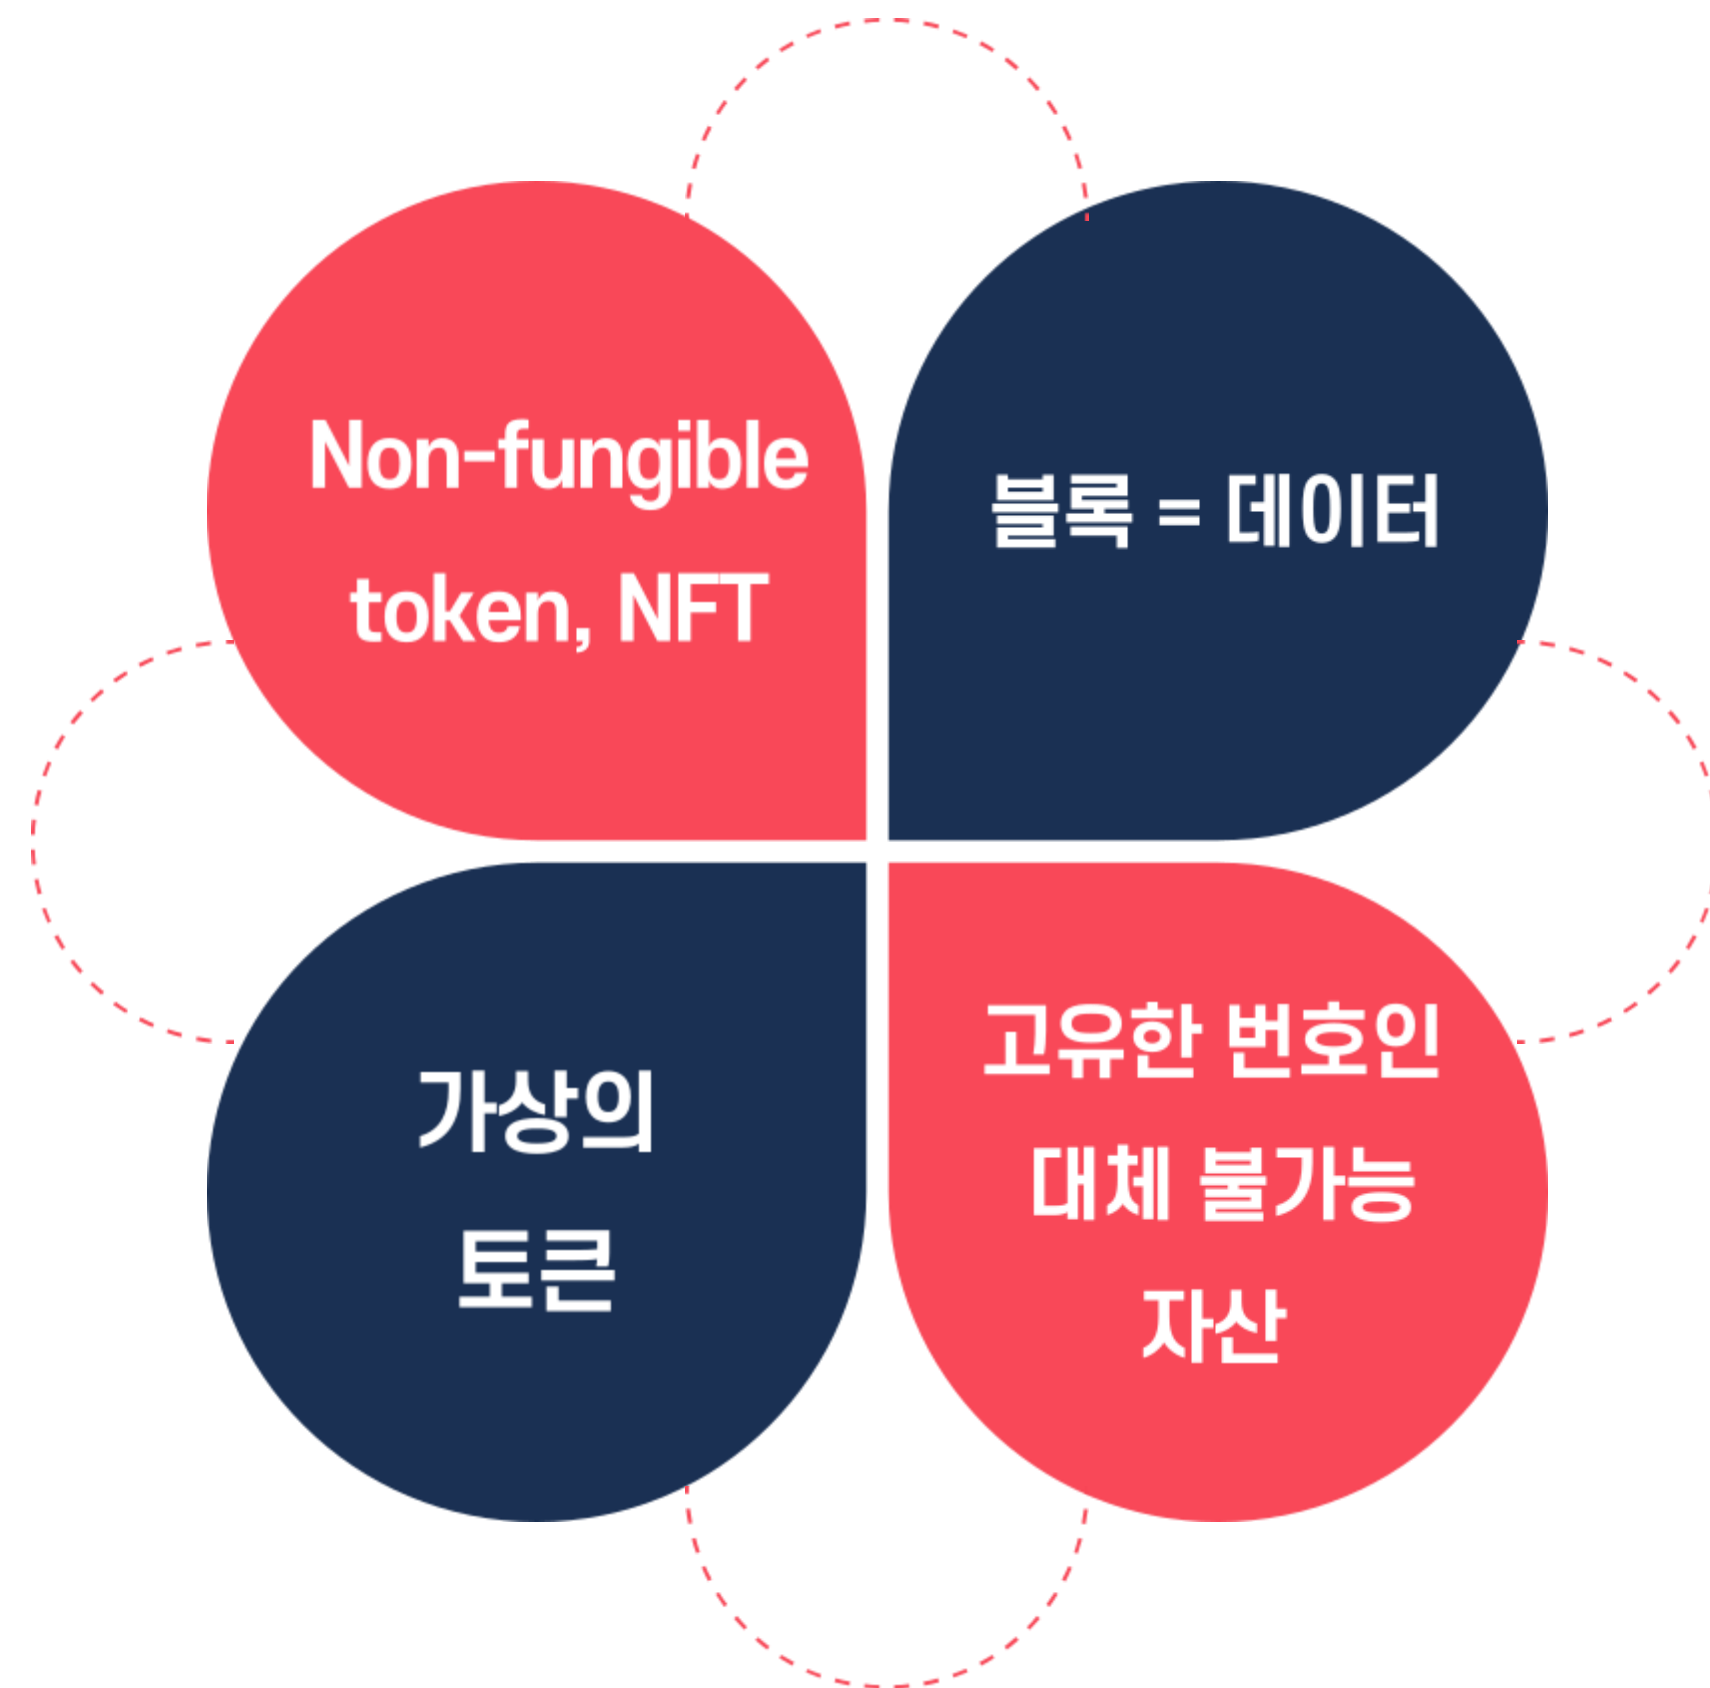 Non-fungible
token, NFT
블록 = 데이터
가상의
토큰
고유한 번호인
대체 불가능
자산